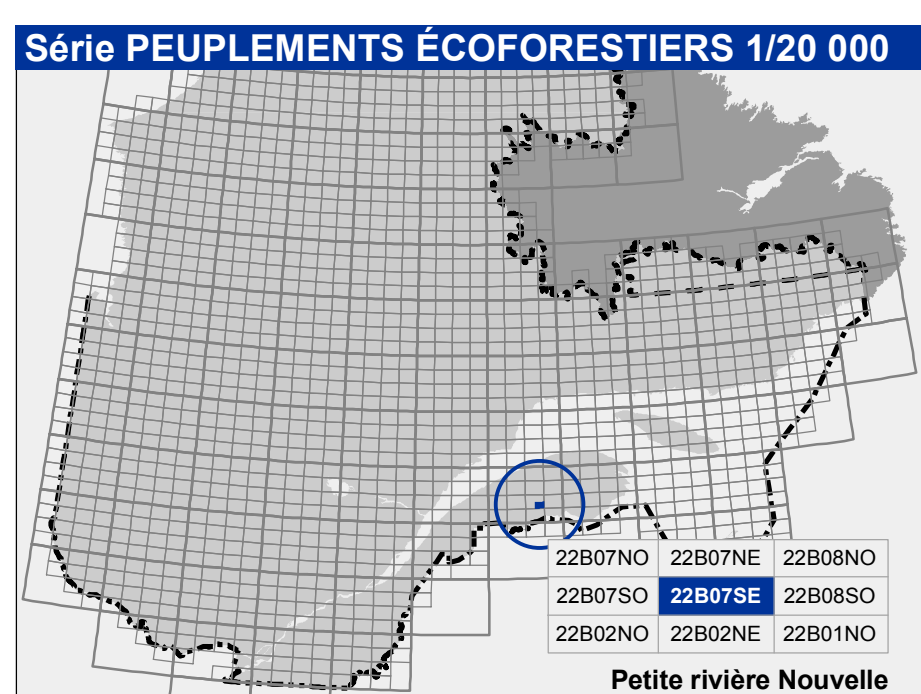 Série PEUPLEMENTS ÉCOFORESTIERS 1/20 000
22B07NO 22B07NE 22B08NO
22B07SO 22B07SE 22B08SO
22B02NO 22B02NE 22B01NO
Petite rivière Nouvelle